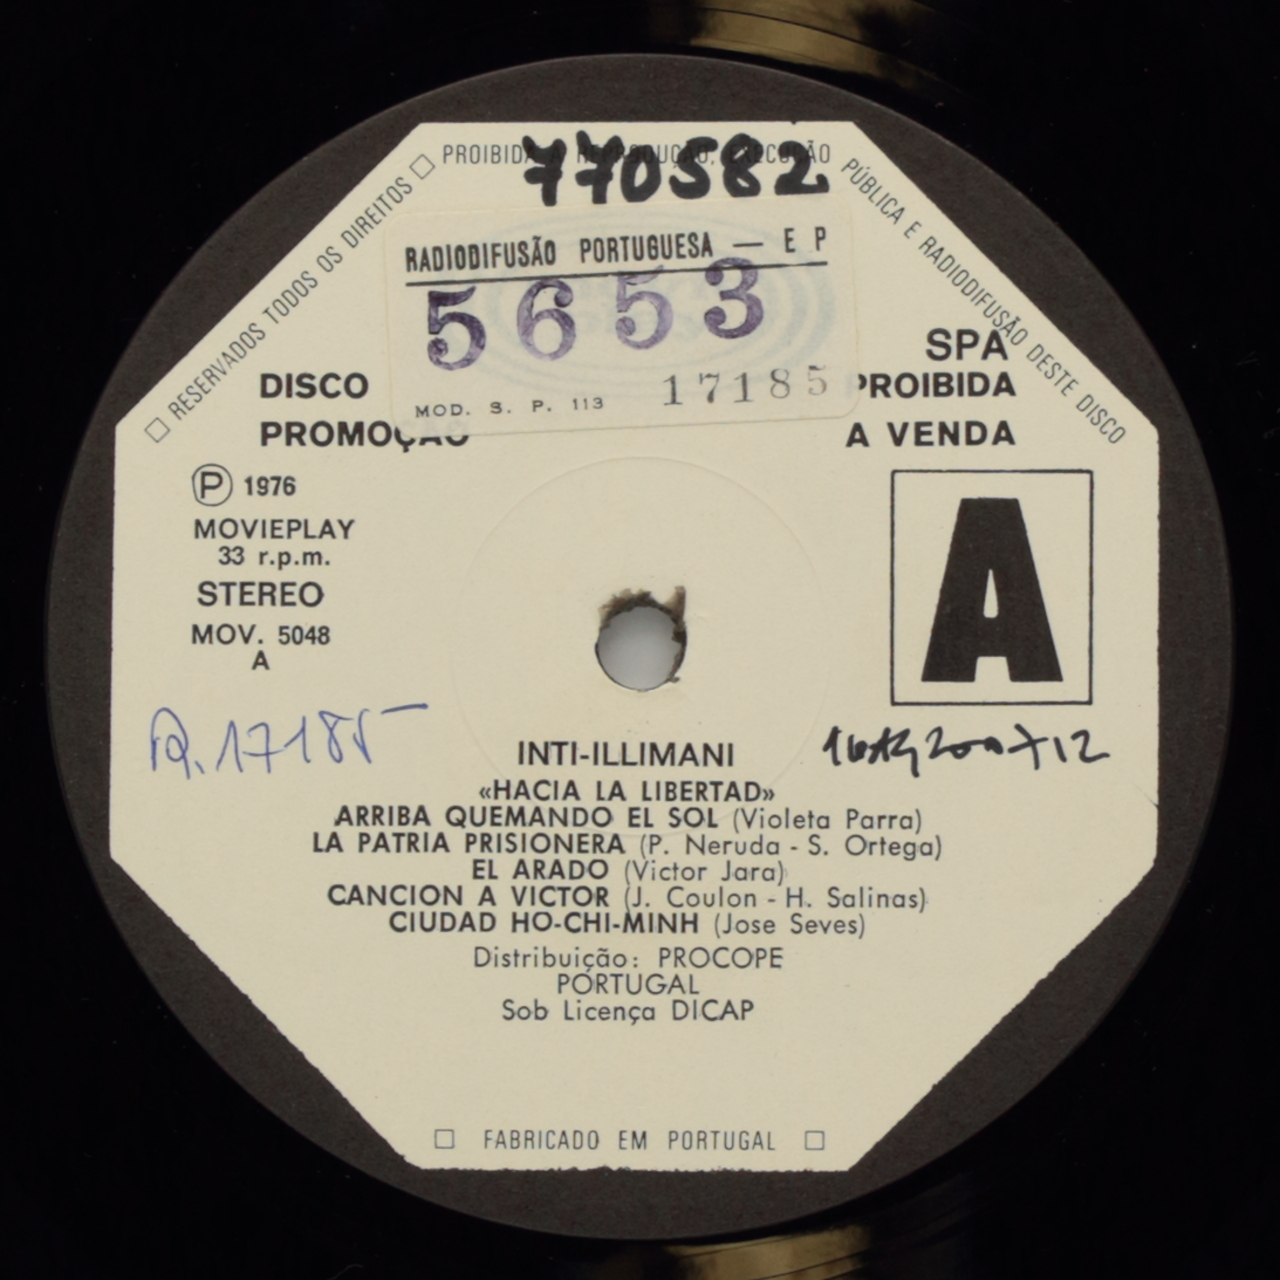 770582
□ RESERVADOS TODOS OS DIREITOS □ PROIBIDA A REPRODUÇÃO, EXECUÇÃO PÚBLICA E RADIODIFUSÃO DESTE DISCO
RADIODIFUSÃO PORTUGUESA — E P
5653
MOD. S. P. 113 17185
SPA
DISCO PROIBIDA
PROMOÇÃO A VENDA
Ⓟ 1976
MOVIEPLAY
33 r.p.m.
STEREO
MOV. 5048
A
A
R. 17185
INTI-ILLIMANI
«HACIA LA LIBERTAD»
ARRIBA QUEMANDO EL SOL (Violeta Parra)
LA PATRIA PRISIONERA (P. Neruda - S. Ortega)
EL ARADO (Victor Jara)
CANCION A VICTOR (J. Coulon - H. Salinas)
CIUDAD HO-CHI-MINH (Jose Seves)
Distribuição: PROCOPE
PORTUGAL
Sob Licença DICAP
□ FABRICADO EM PORTUGAL □